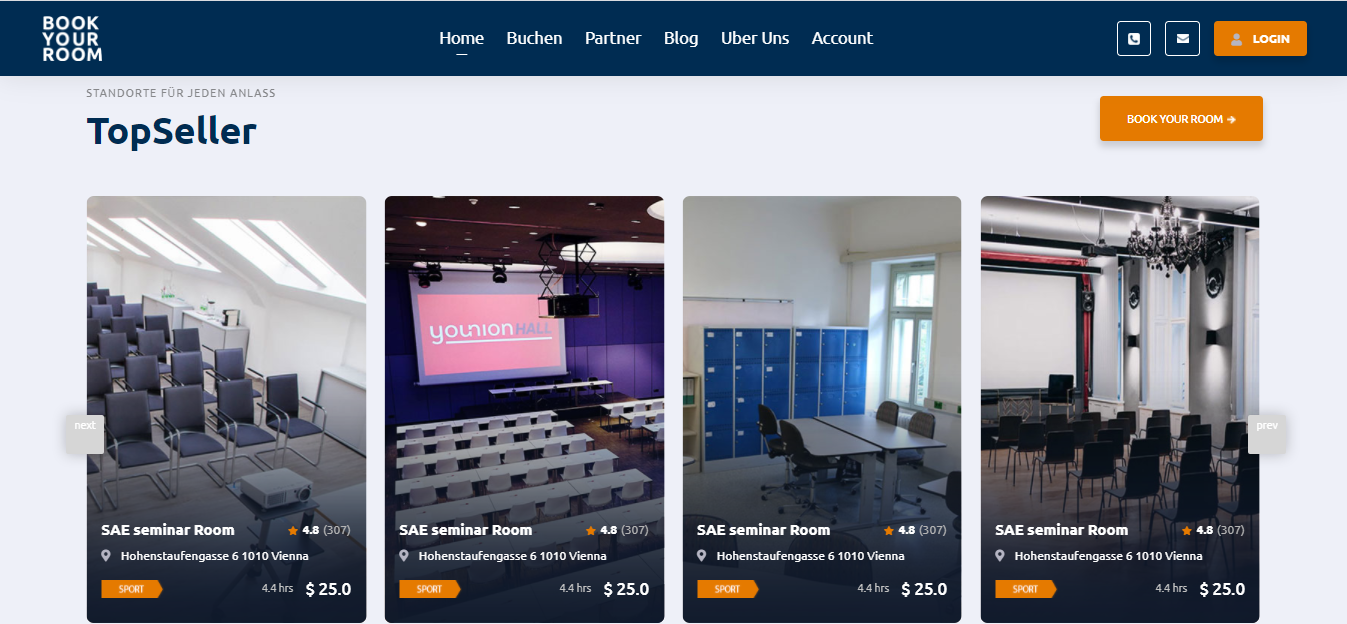 BOOK
YOUR
ROOM
Home Buchen Partner Blog Uber Uns Account
LOGIN
STANDORTE FÜR JEDEN ANLASS
TopSeller
BOOK YOUR ROOM →
younion HALL
next
prev
SAE seminar Room 4.8 (307)
Hohenstaufengasse 6 1010 Vienna
SPORT 4.4 hrs $ 25.0
SAE seminar Room 4.8 (307)
Hohenstaufengasse 6 1010 Vienna
SPORT 4.4 hrs $ 25.0
SAE seminar Room 4.8 (307)
Hohenstaufengasse 6 1010 Vienna
SPORT 4.4 hrs $ 25.0
SAE seminar Room 4.8 (307)
Hohenstaufengasse 6 1010 Vienna
SPORT 4.4 hrs $ 25.0